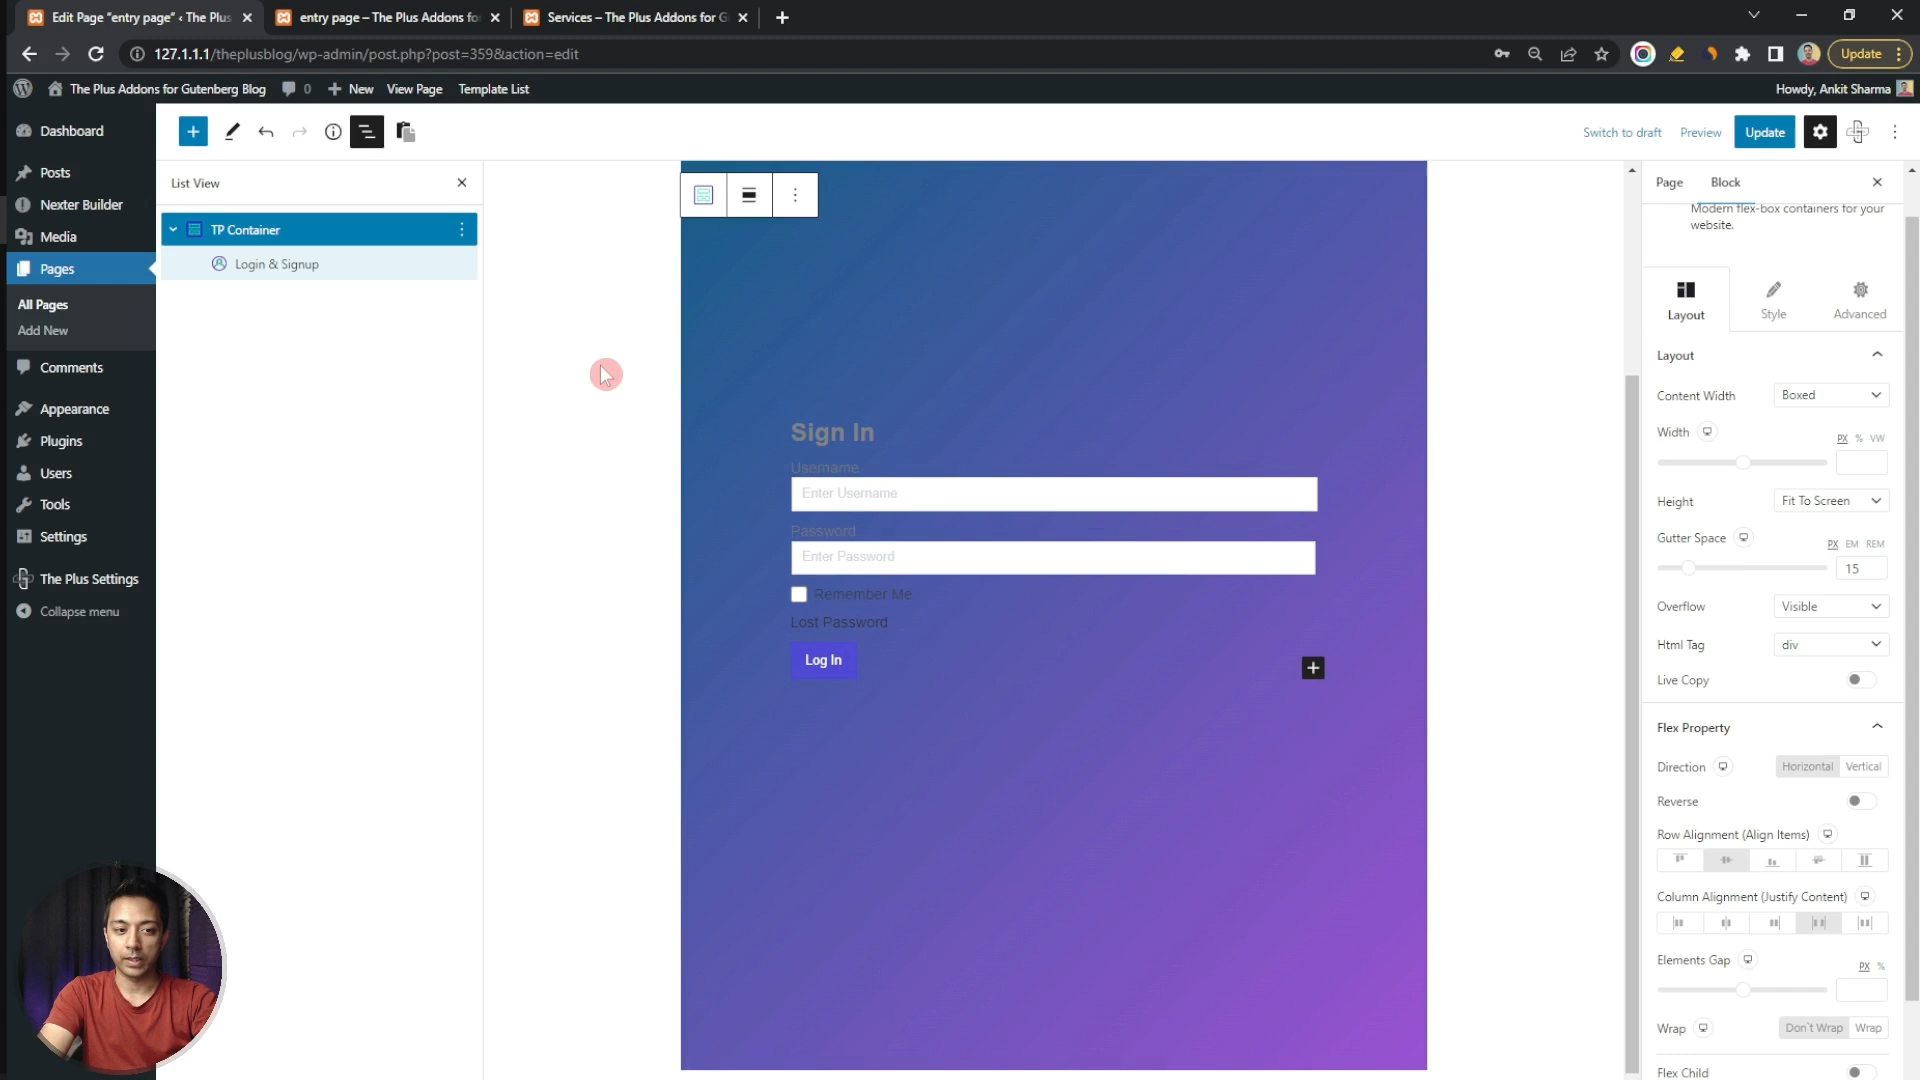 Edit Page "entry page" ‹ The Plus
entry page – The Plus Addons fo
Services – The Plus Addons for G
127.1.1.1/theplusblog/wp-admin/post.php?post=359&action=edit
Update
The Plus Addons for Gutenberg Blog
0
New
View Page
Template List
Howdy, Ankit Sharma
Dashboard
Posts
Nexter Builder
Media
Pages
All Pages
Add New
Comments
Appearance
Plugins
Users
Tools
Settings
The Plus Settings
Collapse menu
Switch to draft
Preview
Update
List View
TP Container
Login & Signup
Sign In
Username
Enter Username
Password
Enter Password
Remember Me
Lost Password
Log In
Page
Block
Modern flex-box containers for your
website.
Layout
Style
Advanced
Layout
Content Width
Boxed
Width
PX % VW
Height
Fit To Screen
Gutter Space
PX EM REM
15
Overflow
Visible
Html Tag
div
Live Copy
Flex Property
Direction
Horizontal
Vertical
Reverse
Row Alignment (Align Items)
Column Alignment (Justify Content)
Elements Gap
PX %
Wrap
Don`t Wrap
Wrap
Flex Child